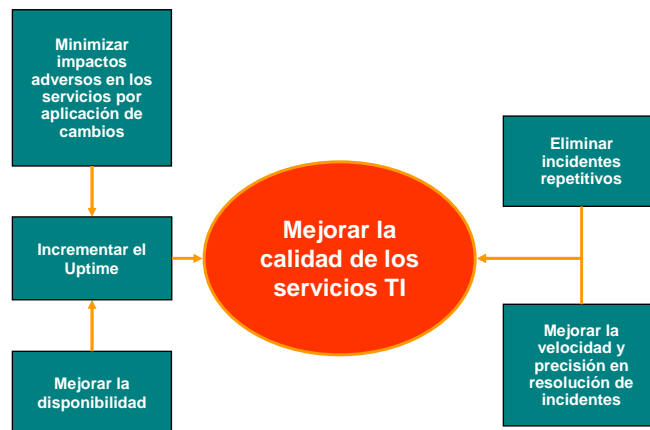 Minimizar
impactos
adversos en los
servicios por
aplicación de
cambios
Incrementar el
Uptime
Mejorar la
disponibilidad
Mejorar la
calidad de los
servicios TI
Eliminar
incidentes
repetitivos
Mejorar la
velocidad y
precisión en
resolución de
incidentes